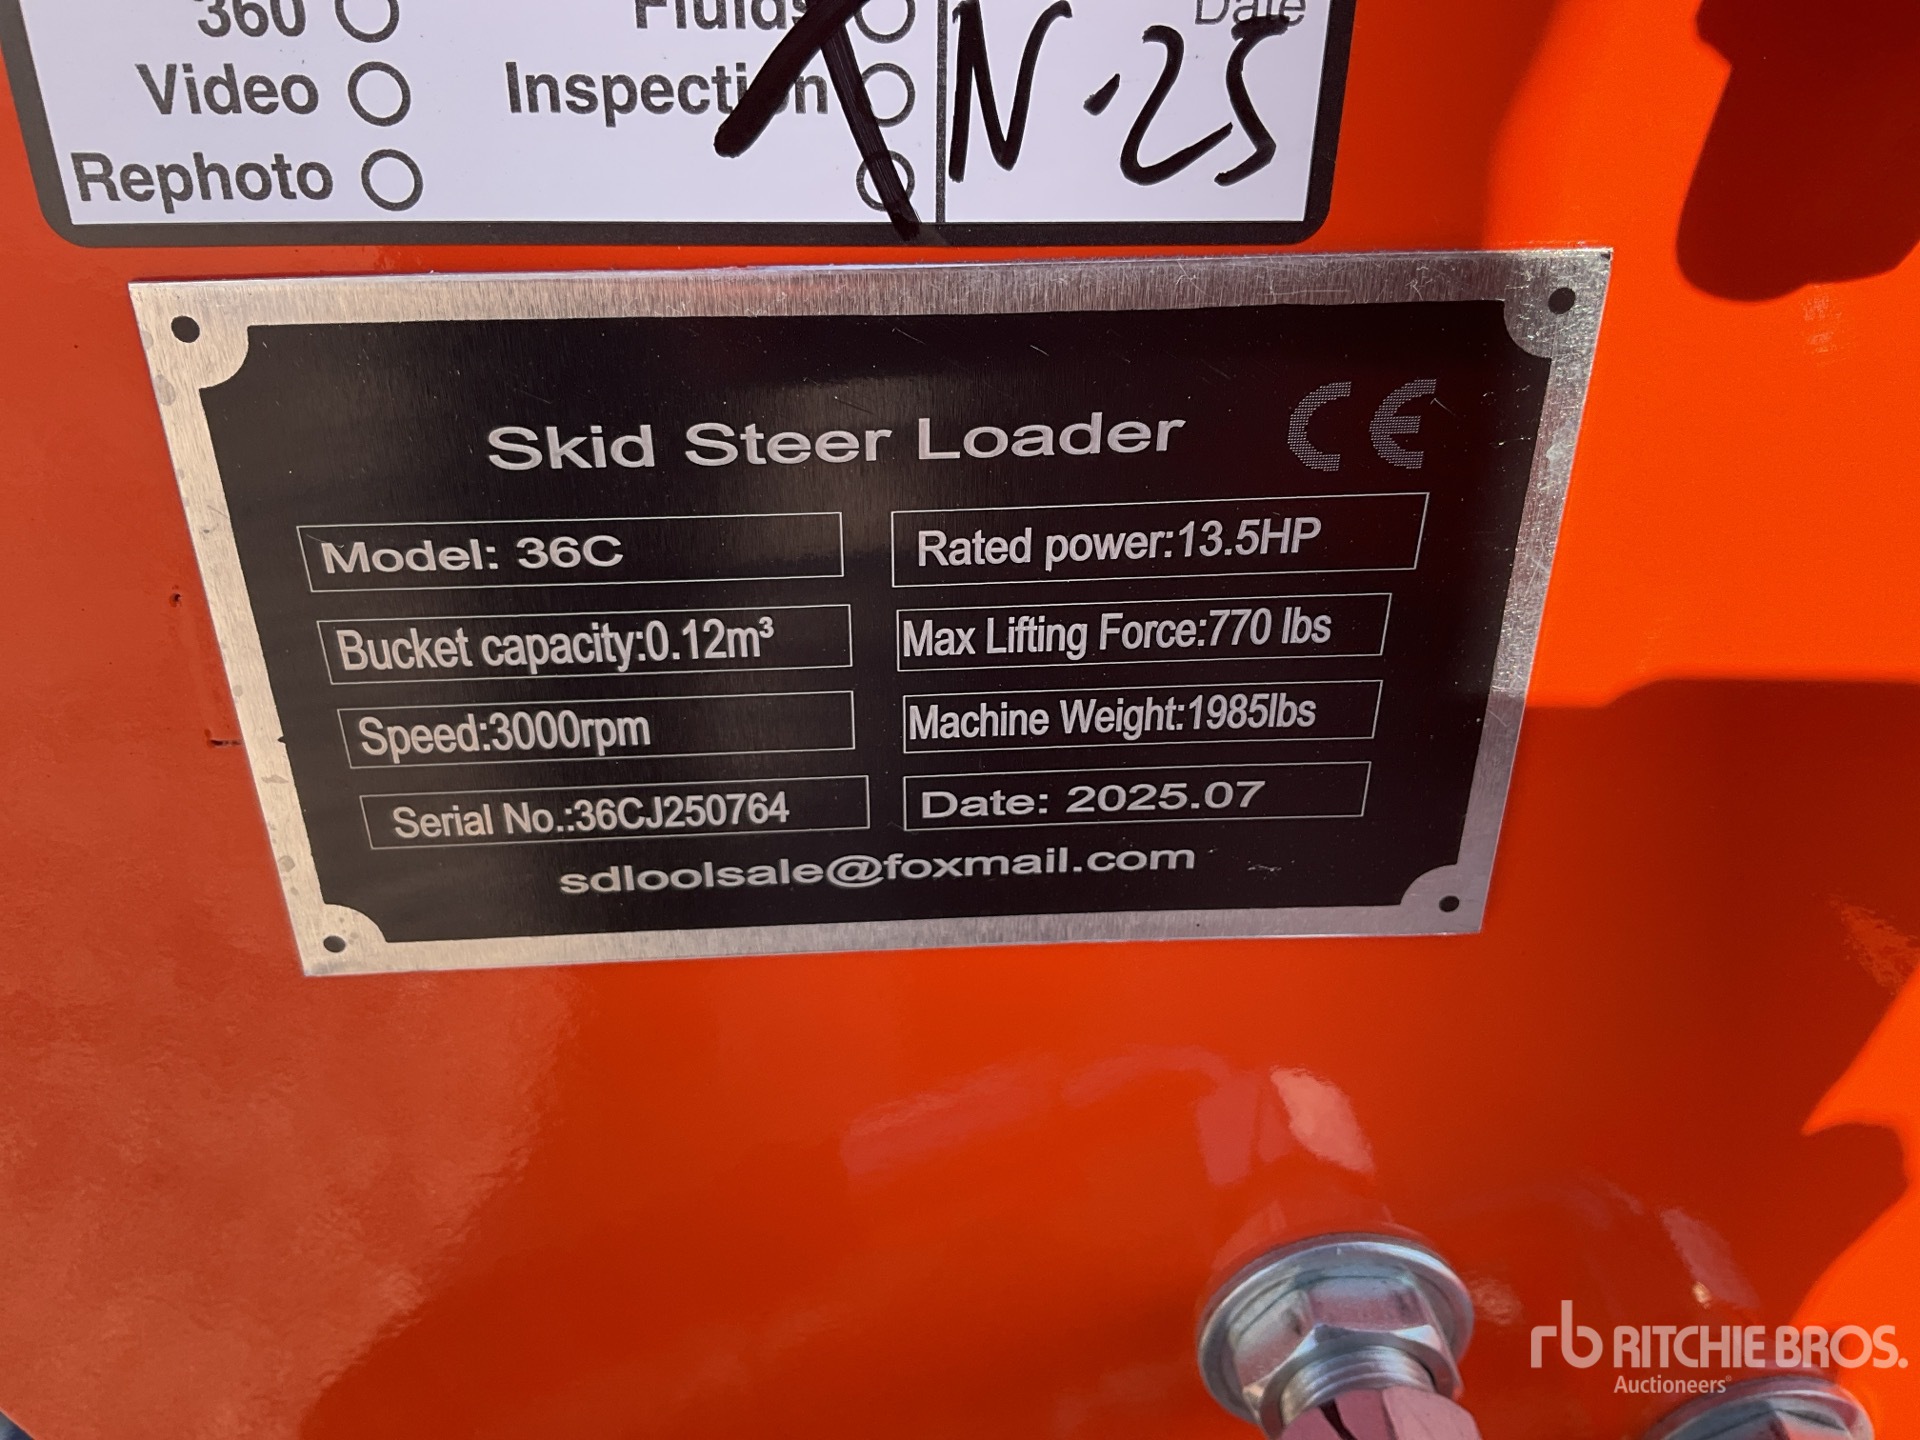 360 Fluids Date
Video Inspection N-25
Rephoto
Skid Steer Loader CE
Model: 36C Rated power:13.5HP
Bucket capacity:0.12m³ Max Lifting Force:770 lbs
Speed:3000rpm Machine Weight:1985lbs
Serial No.:36CJ250764 Date: 2025.07
sdloolsale@foxmail.com
rb RITCHIE BROS.
Auctioneers